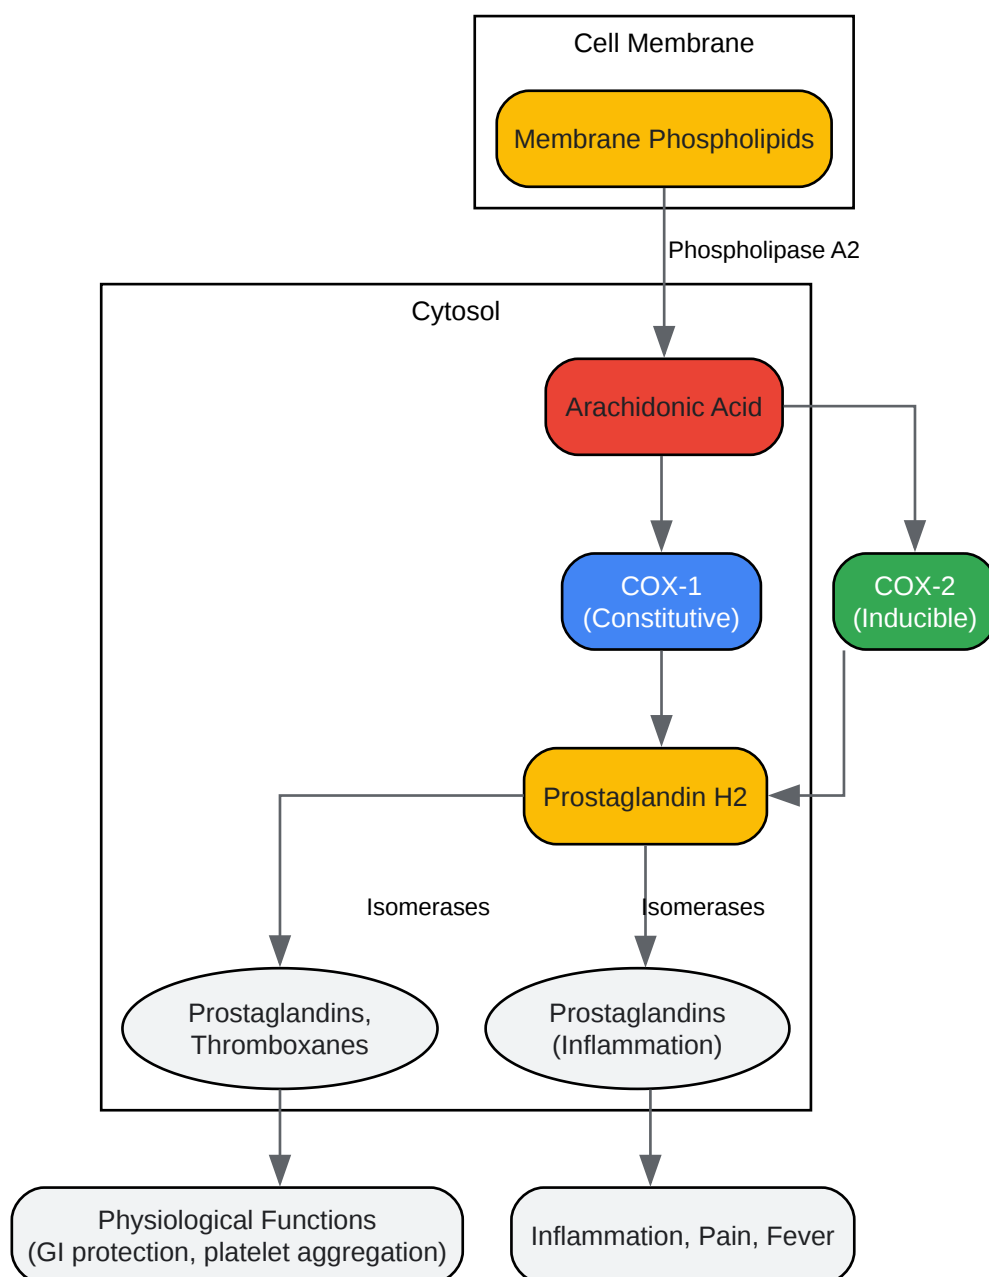 Cell Membrane
Membrane Phospholipids
Phospholipase A2
Cytosol
Arachidonic Acid
COX-1
(Constitutive)
COX-2
(Inducible)
Prostaglandin H2
Isomerases
Isomerases
Prostaglandins,
Thromboxanes
Prostaglandins
(Inflammation)
Physiological Functions
(GI protection, platelet aggregation)
Inflammation, Pain, Fever